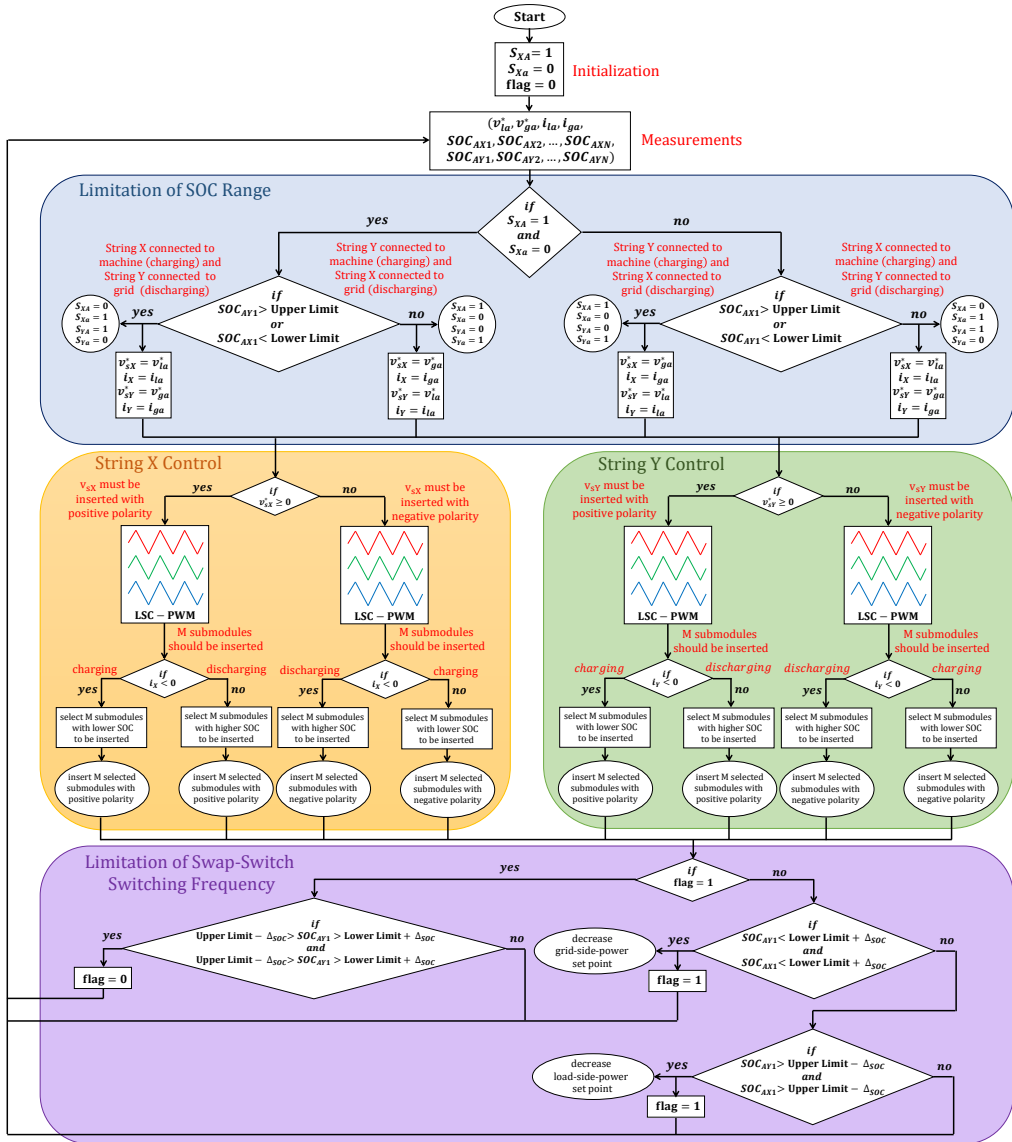 Start
S_XA = 1
S_Xa = 0
flag = 0
Initialization
(v*_la, v*_ga, i_la, i_ga,
SOC_AX1, SOC_AX2, ..., SOC_AXN,
SOC_AY1, SOC_AY2, ..., SOC_AYN)
Measurements
Limitation of SOC Range
if
S_XA = 1
and
S_Xa = 0
yes
no
String X connected to
machine (charging) and
String Y connected to
grid (discharging)
String Y connected to
machine (charging) and
String X connected to
grid (discharging)
String Y connected to
machine (charging) and
String X connected to
grid (discharging)
String X connected to
machine (charging) and
String Y connected to
grid (discharging)
S_XA = 0
S_Xa = 1
S_YA = 1
S_Ya = 0
yes
if
SOC_AY1 > Upper Limit
or
SOC_AX1 < Lower Limit
no
S_XA = 1
S_Xa = 0
S_YA = 0
S_Ya = 1
S_XA = 1
S_Xa = 0
S_YA = 0
S_Ya = 1
yes
if
SOC_AX1 > Upper Limit
or
SOC_AY1 < Lower Limit
no
S_XA = 0
S_Xa = 1
S_YA = 1
S_Ya = 0
v*_sX = v*_la
i_X = i_la
v*_sY = v*_ga
i_Y = i_ga
v*_sX = v*_ga
i_X = i_ga
v*_sY = v*_la
i_Y = i_la
v*_sX = v*_ga
i_X = i_ga
v*_sY = v*_la
i_Y = i_la
v*_sX = v*_la
i_X = i_la
v*_sY = v*_ga
i_Y = i_ga
String X Control
v_sX must be
inserted with
positive polarity
yes
if
v*_sX ≥ 0
no
v_sX must be
inserted with
negative polarity
LSC − PWM
LSC − PWM
M submodules
should be inserted
M submodules
should be inserted
charging
yes
if
i_X < 0
discharging
no
discharging
yes
if
i_X < 0
charging
no
select M submodules
with lower SOC
to be inserted
select M submodules
with higher SOC
to be inserted
select M submodules
with higher SOC
to be inserted
select M submodules
with lower SOC
to be inserted
insert M selected
submodules with
positive polarity
insert M selected
submodules with
positive polarity
insert M selected
submodules with
negative polarity
insert M selected
submodules with
negative polarity
String Y Control
v_sY must be
inserted with
positive polarity
yes
if
v*_sY ≥ 0
no
v_sY must be
inserted with
negative polarity
LSC − PWM
LSC − PWM
M submodules
should be inserted
M submodules
should be inserted
charging
yes
if
i_Y < 0
discharging
no
discharging
yes
if
i_Y < 0
charging
no
select M submodules
with lower SOC
to be inserted
select M submodules
with higher SOC
to be inserted
select M submodules
with higher SOC
to be inserted
select M submodules
with lower SOC
to be inserted
insert M selected
submodules with
positive polarity
insert M selected
submodules with
positive polarity
insert M selected
submodules with
negative polarity
insert M selected
submodules with
negative polarity
Limitation of Swap-Switch
Switching Frequency
yes
if
flag = 1
no
yes
if
Upper Limit − Δ_SOC > SOC_AY1 > Lower Limit + Δ_SOC
and
Upper Limit − Δ_SOC > SOC_AY1 > Lower Limit + Δ_SOC
no
flag = 0
decrease
grid-side-power
set point
yes
if
SOC_AY1 < Lower Limit + Δ_SOC
and
SOC_AX1 < Lower Limit + Δ_SOC
no
flag = 1
decrease
load-side-power
set point
yes
if
SOC_AY1 > Upper Limit − Δ_SOC
and
SOC_AX1 > Upper Limit − Δ_SOC
no
flag = 1